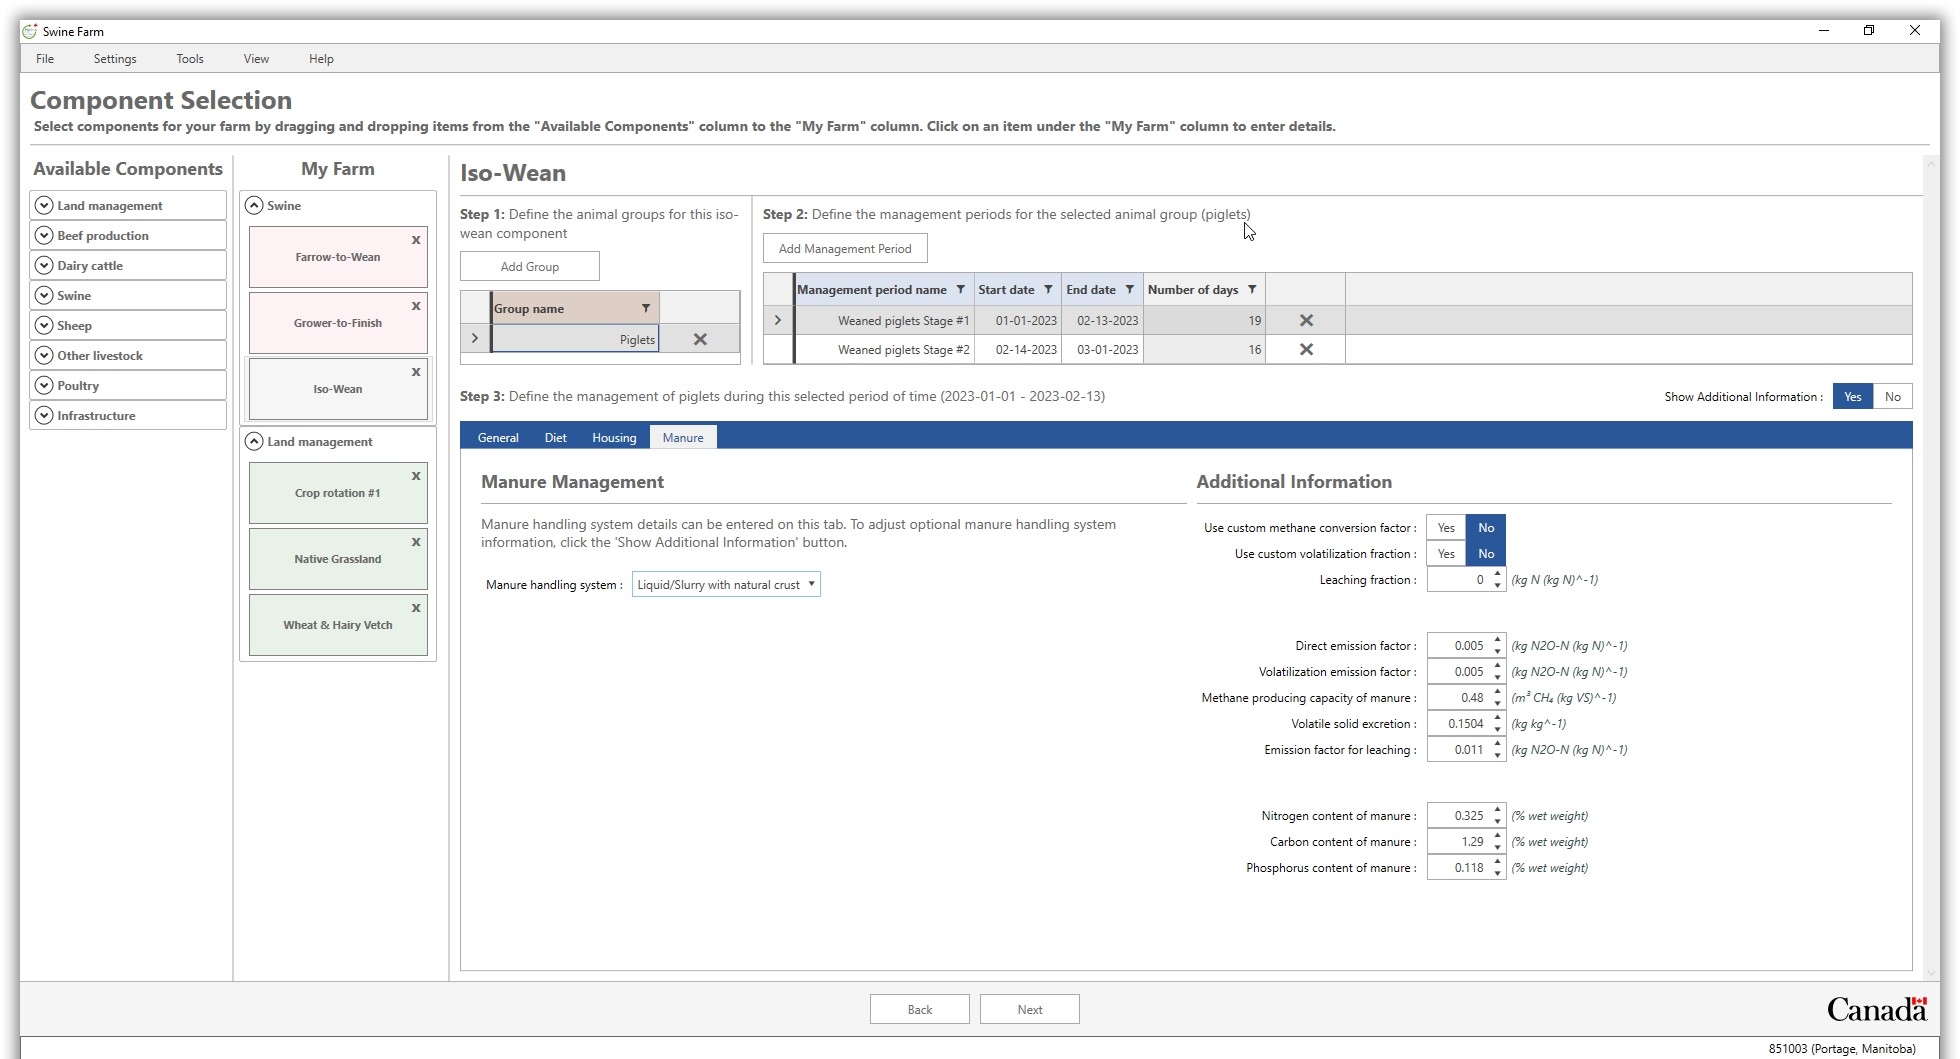 Swine Farm
File Settings Tools View Help
Component Selection
Select components for your farm by dragging and dropping items from the "Available Components" column to the "My Farm" column. Click on an item under the "My Farm" column to enter details.
Available Components
Land management
Beef production
Dairy cattle
Swine
Sheep
Other livestock
Poultry
Infrastructure
My Farm
Swine
x
Farrow-to-Wean
x
Grower-to-Finish
x
Iso-Wean
Land management
x
Crop rotation #1
x
Native Grassland
x
Wheat & Hairy Vetch
Iso-Wean
Step 1: Define the animal groups for this iso-
wean component
Add Group
Group name
Piglets
Step 2: Define the management periods for the selected animal group (piglets)
Add Management Period
Management period name Start date End date Number of days
Weaned piglets Stage #1 01-01-2023 02-13-2023 19
Weaned piglets Stage #2 02-14-2023 03-01-2023 16
Step 3: Define the management of piglets during this selected period of time (2023-01-01 - 2023-02-13)
Show Additional Information : Yes No
General Diet Housing Manure
Manure Management
Manure handling system details can be entered on this tab. To adjust optional manure handling system
information, click the 'Show Additional Information' button.
Manure handling system : Liquid/Slurry with natural crust
Additional Information
Use custom methane conversion factor : Yes No
Use custom volatilization fraction : Yes No
Leaching fraction : 0 (kg N (kg N)^-1)
Direct emission factor : 0.005 (kg N2O-N (kg N)^-1)
Volatilization emission factor : 0.005 (kg N2O-N (kg N)^-1)
Methane producing capacity of manure : 0.48 (m³ CH₄ (kg VS)^-1)
Volatile solid excretion : 0.1504 (kg kg^-1)
Emission factor for leaching : 0.011 (kg N2O-N (kg N)^-1)
Nitrogen content of manure : 0.325 (% wet weight)
Carbon content of manure : 1.29 (% wet weight)
Phosphorus content of manure : 0.118 (% wet weight)
Back Next
Canada
851003 (Portage, Manitoba)